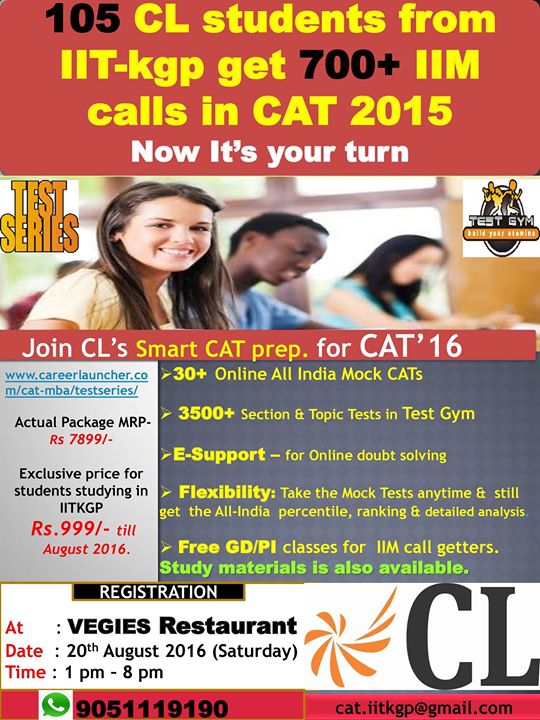 105 CL students from
IIT-kgp get 700+ IIM
calls in CAT 2015
Now It's your turn
TEST
SERIES
TEST GYM
build your stamina
Join CL's Smart CAT prep. for CAT'16
www.careerlauncher.co
m/cat-mba/testseries/
Actual Package MRP-
Rs 7899/-
Exclusive price for
students studying in
IITKGP
Rs.999/- till
August 2016.
➢30+ Online All India Mock CATs
➢ 3500+ Section & Topic Tests in Test Gym
➢E-Support – for Online doubt solving
➢ Flexibility: Take the Mock Tests anytime & still
get the All-India percentile, ranking & detailed analysis.
➢ Free GD/PI classes for IIM call getters.
Study materials is also available.
REGISTRATION
At : VEGIES Restaurant
Date : 20th August 2016 (Saturday)
Time : 1 pm – 8 pm
9051119190
CL
cat.iitkgp@gmail.com